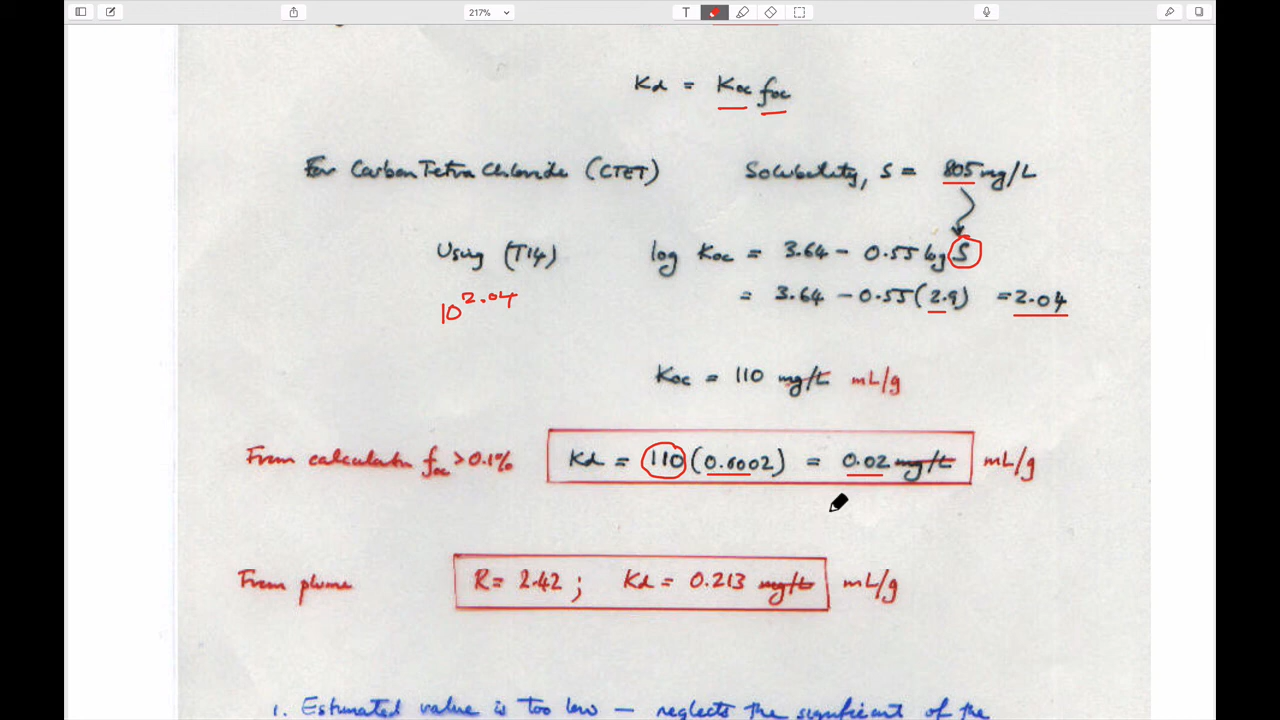 217%
T
Kd = Koc foc
For CarbonTetraChloride (CTET) Solubility, S = 805 mg/L
Using (T14) log Koc = 3.64 - 0.55 log S
10^2.04 = 3.64 - 0.55 (2.9) = 2.04
Koc = 110 mg/L mL/g
From calculation foc > 0.1% Kd = 110 (0.0002) = 0.02 mg/L mL/g
From plume R = 2.42 ; Kd = 0.213 mg/L mL/g
1. Estimated value is too low – neglects the significant of the